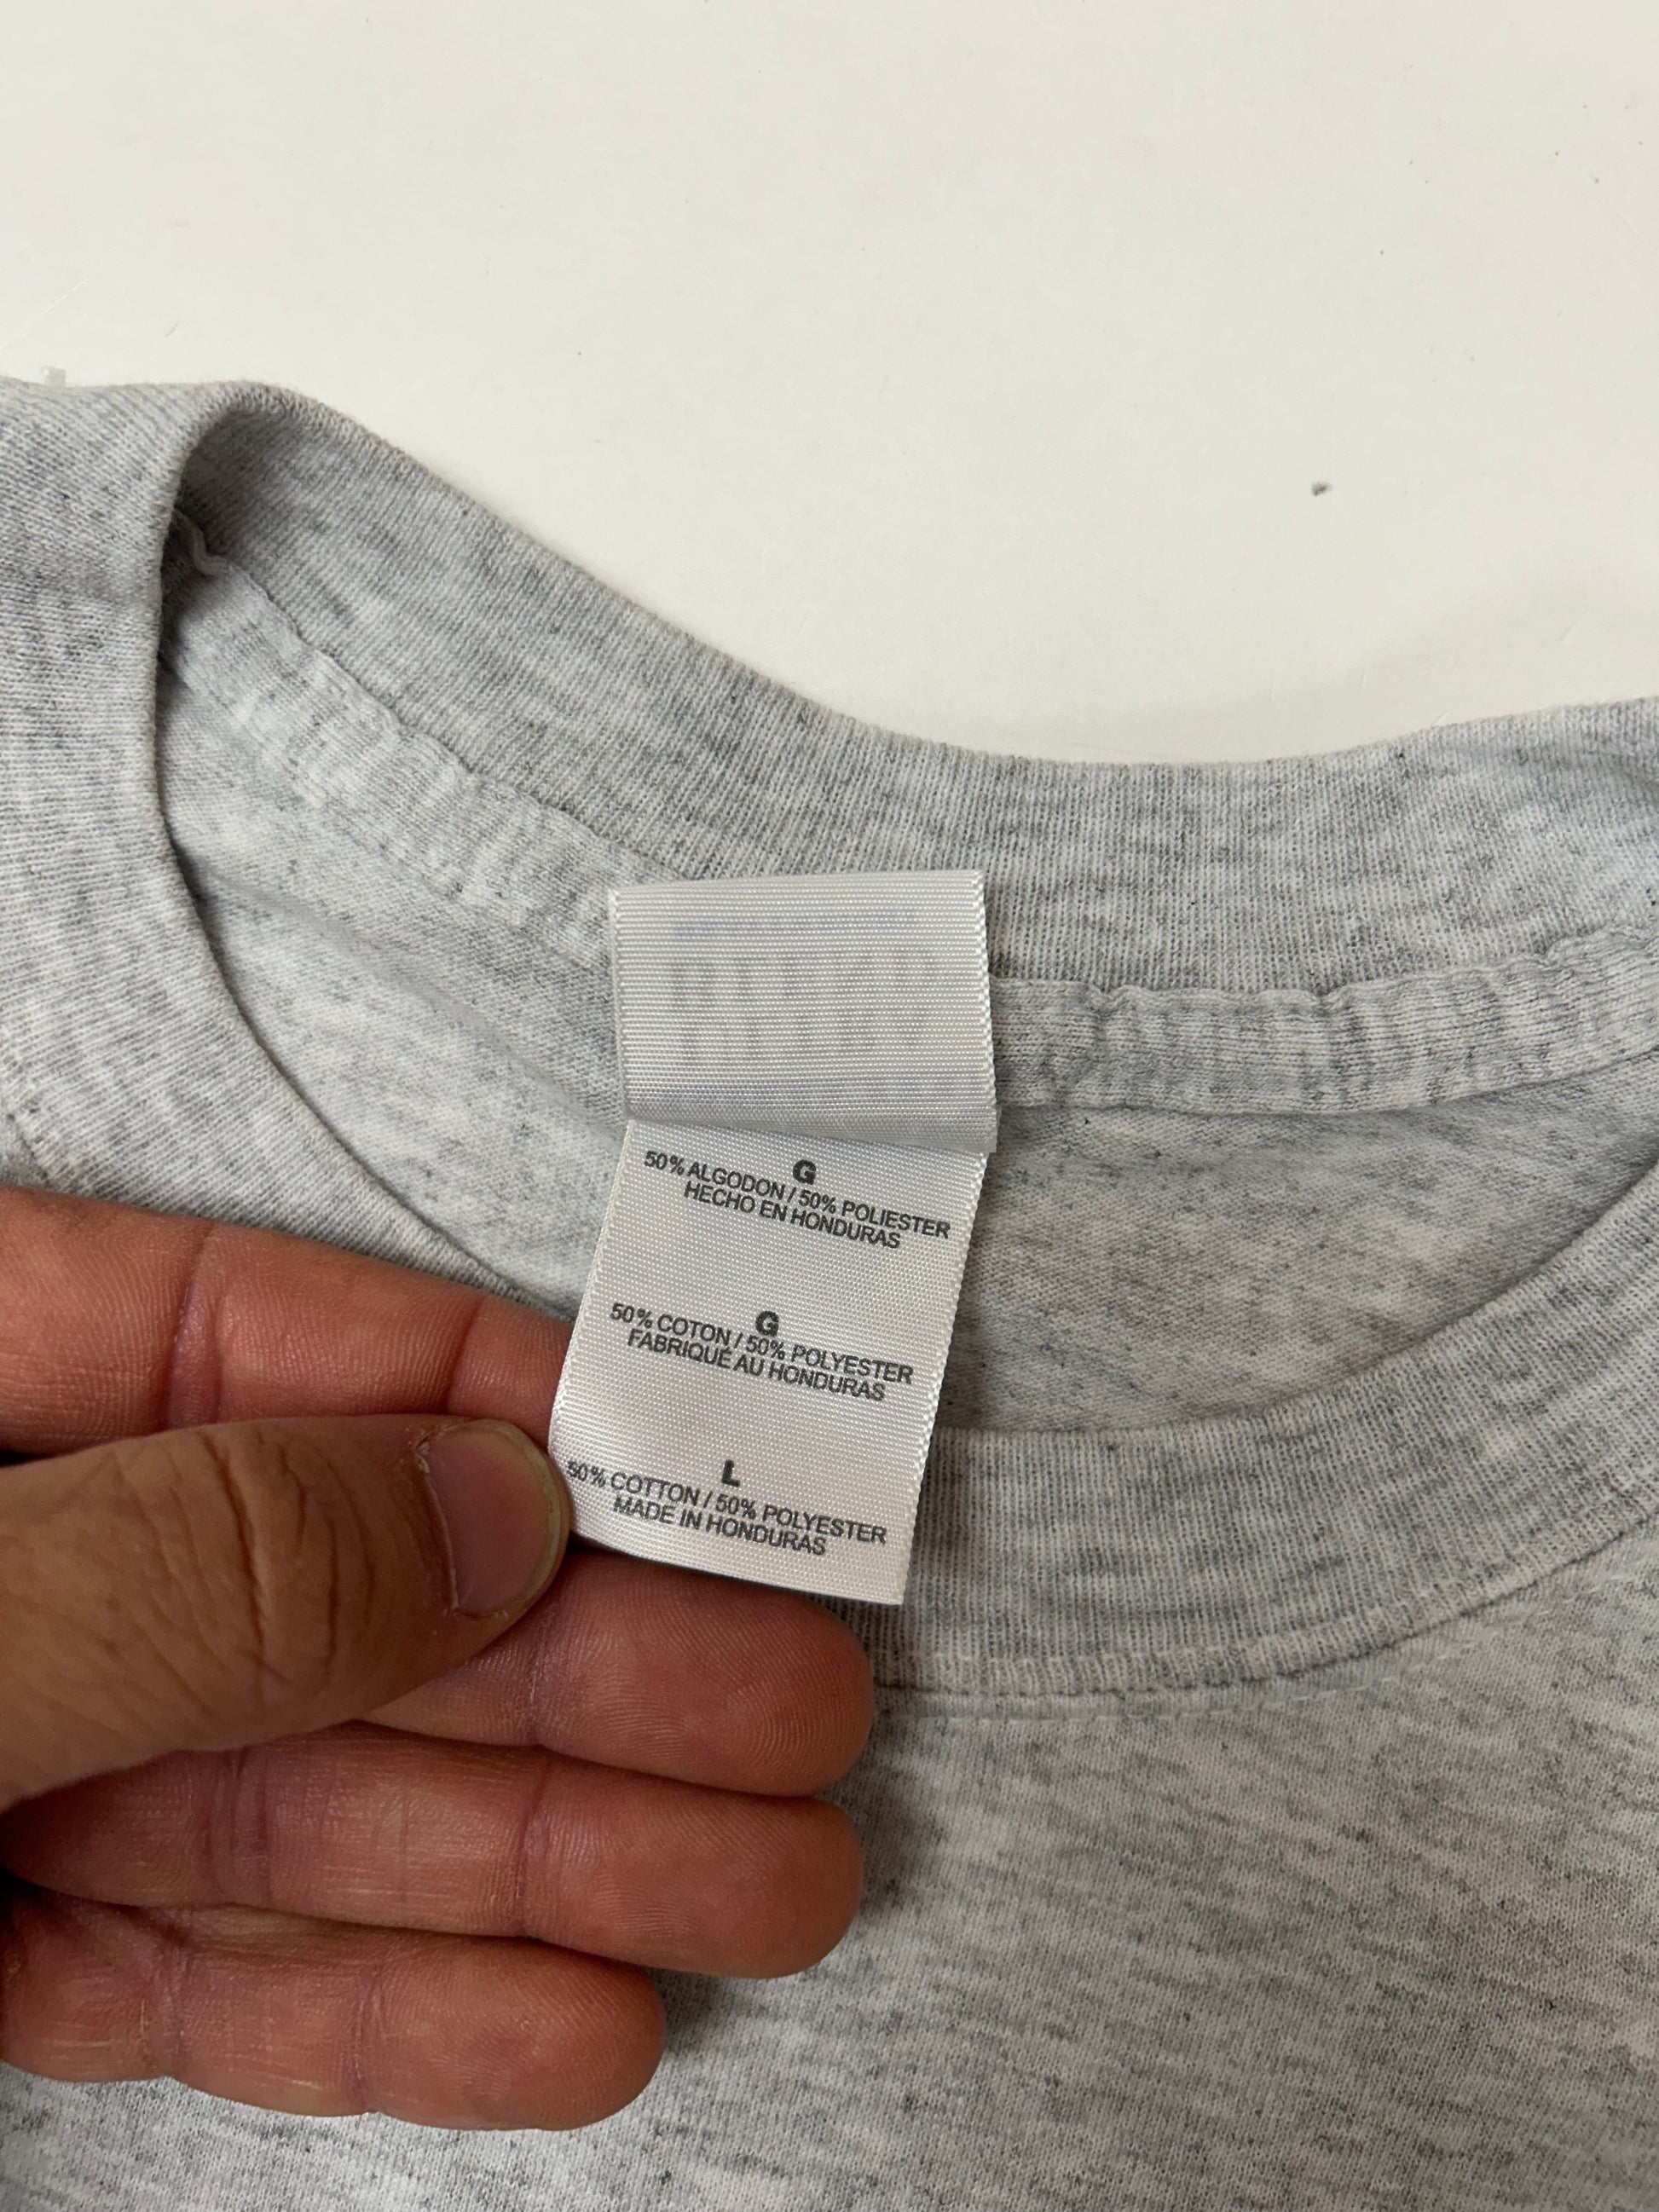 G
50% ALGODON / 50% POLIESTER
HECHO EN HONDURAS
G
50% COTON / 50% POLYESTER
FABRIQUÉ AU HONDURAS
L
50% COTTON / 50% POLYESTER
MADE IN HONDURAS